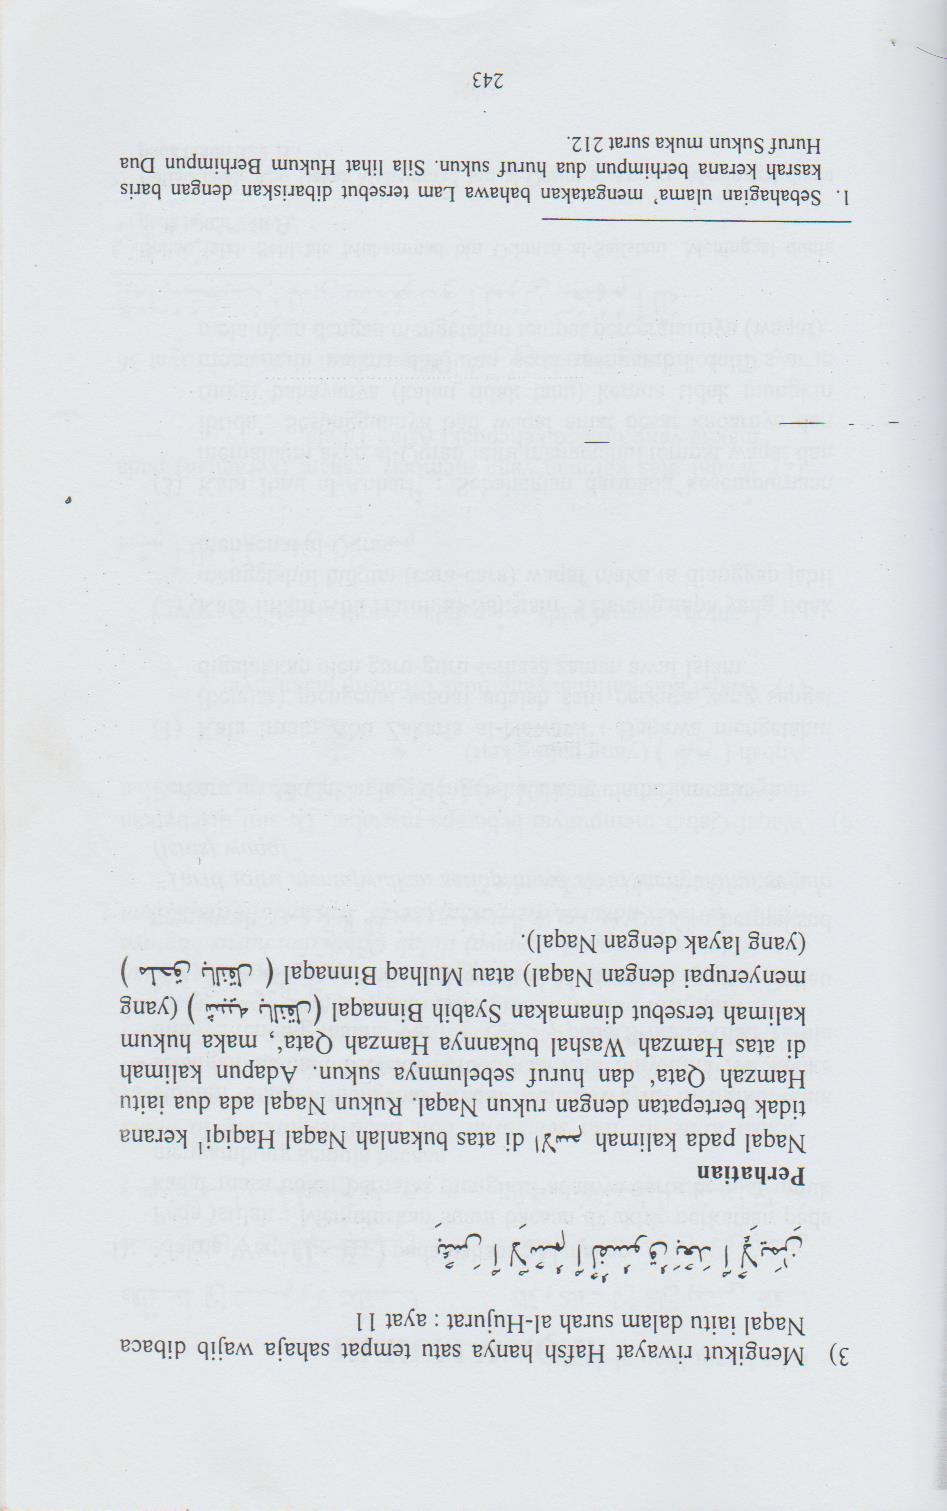 3) Mengikut riwayat Hafsh hanya satu tempat sahaja wajib dibaca
Naqal iaitu dalam surah al-Hujurat : ayat 11
بِئۡسَ ٱلِٱسۡمُ ٱلۡفُسُوقُ بَعۡدَ ٱلۡإِيمَٰنِ
Perhatian
Naqal pada kalimah الاسم di atas bukanlah Naqal Haqiqi¹ kerana
tidak bertepatan dengan rukun Naqal. Rukun Naqal ada dua iaitu
Hamzah Qata‘ dan huruf sebelumnya sukun. Adapun kalimah
di atas Hamzah Washal bukannya Hamzah Qata‘, maka hukum
kalimah tersebut dinamakan Syabih Binnaqal (شبيه بالنقل) (yang
menyerupai dengan Naqal) atau Mulhaq Binnaqal (ملحق بالنقل)
(yang layak dengan Naqal).
1. Sebahagian ulama’ mengatakan bahawa Lam tersebut dibariskan dengan baris
kasrah kerana berhimpun dua huruf sukun. Sila lihat Hukum Berhimpun Dua
Huruf Sukun muka surat 212.
243